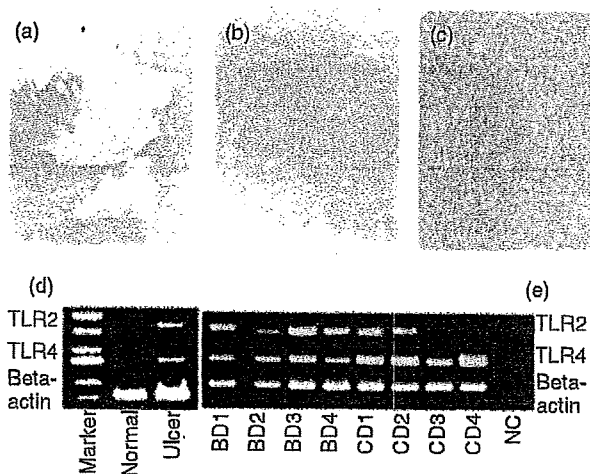 (a)
(b)
(c)
(d)
(e)
TLR2
TLR4
Beta-
actin
TLR2
TLR4
Beta-
actin
Marker
Normal
Ulcer
BD1
BD2
BD3
BD4
CD1
CD2
CD3
CD4
NC